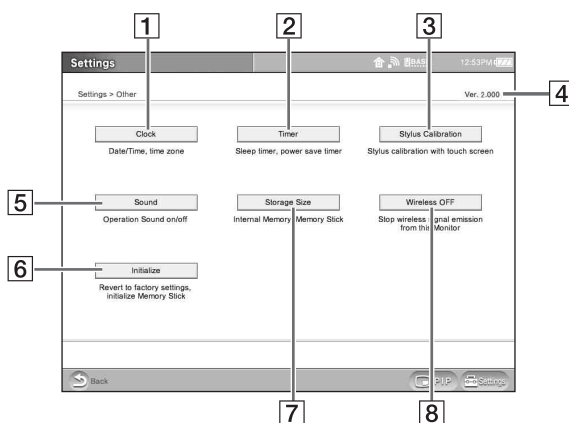 1
2
3
Settings
BASE
12:53PM
Settings > Other
Ver. 2.000
4
Clock
Timer
Stylus Calibration
Date/Time, time zone
Sleep timer, power save timer
Stylus calibration with touch screen
5
Sound
Storage Size
Wireless OFF
Operation Sound on/off
Internal Memory, Memory Stick
Stop wireless signal emission
from this Monitor
6
Initialize
Revert to factory settings,
initialize Memory Stick
Back
P I P
Settings
7
8